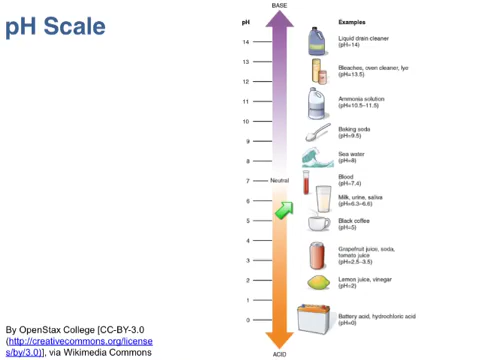 BASE
pH Scale
pH
Examples
14
Liquid drain cleaner
(pH=14)
13
Bleaches, oven cleaner, lye
(pH=13.5)
12
11
Ammonia solution
(pH=10.5–11.5)
10
Baking soda
(pH=9.5)
9
Sea water
(pH=8)
8
7
Neutral
Blood
(pH=7.4)
Milk, urine, saliva
(pH=6.3–6.6)
6
5
Black coffee
(pH=5)
4
Grapefruit juice, soda,
tomato juice
(pH=2.5–3.5)
3
2
Lemon juice, vinegar
(pH=2)
1
Battery acid, hydrochloric acid
(pH=0)
0
ACID
By OpenStax College [CC-BY-3.0
(http://creativecommons.org/license
s/by/3.0)], via Wikimedia Commons